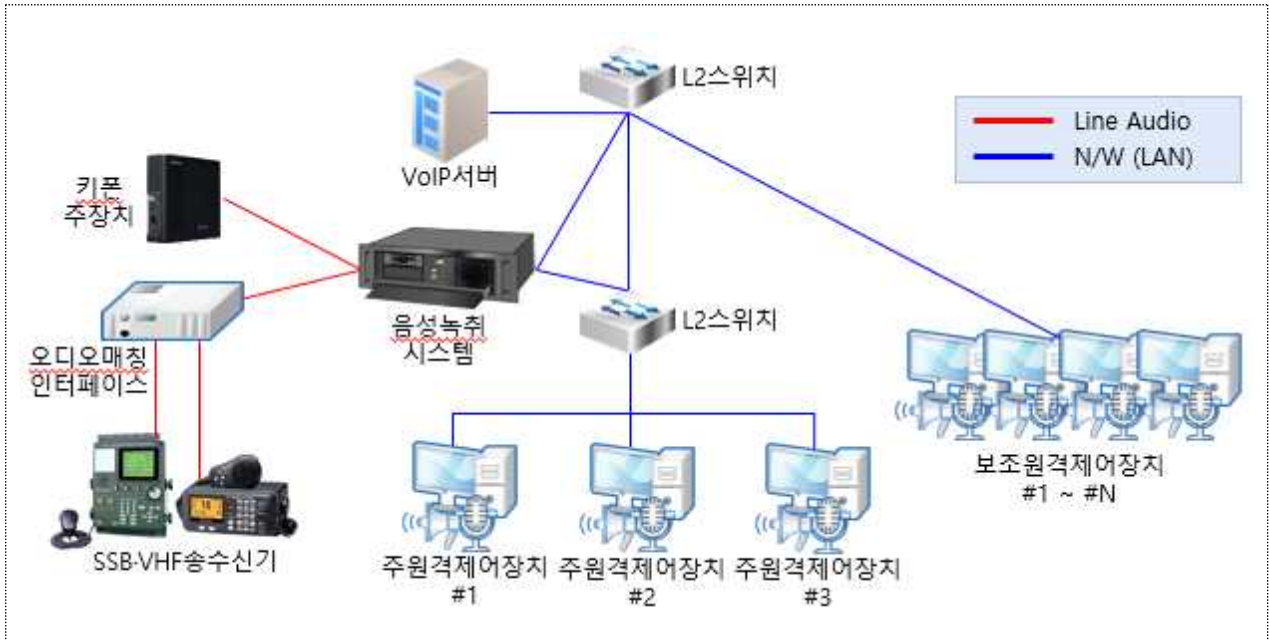 L2스위치
Line Audio
N/W (LAN)
VoIP서버
키폰
주장치
음성녹취
시스템
L2스위치
오디오매칭
인터페이스
SSB·VHF송수신기
주원격제어장치
#1
주원격제어장치
#2
주원격제어장치
#3
보조원격제어장치
#1 ~ #N